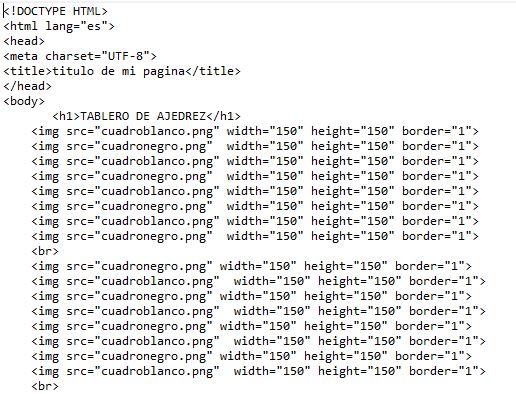 <!DOCTYPE HTML>
<html lang="es">
<head>
<meta charset="UTF-8">
<title>titulo de mi pagina</title>
</head>
<body>
<h1>TABLERO DE AJEDREZ</h1>
<img src="cuadroblanco.png" width="150" height="150" border="1">
<img src="cuadronegro.png"  width="150" height="150" border="1">
<img src="cuadroblanco.png" width="150" height="150" border="1">
<img src="cuadronegro.png"  width="150" height="150" border="1">
<img src="cuadroblanco.png" width="150" height="150" border="1">
<img src="cuadronegro.png"  width="150" height="150" border="1">
<img src="cuadroblanco.png" width="150" height="150" border="1">
<img src="cuadronegro.png"  width="150" height="150" border="1">
<br>
<img src="cuadronegro.png" width="150" height="150" border="1">
<img src="cuadroblanco.png"  width="150" height="150" border="1">
<img src="cuadronegro.png" width="150" height="150" border="1">
<img src="cuadroblanco.png"  width="150" height="150" border="1">
<img src="cuadronegro.png" width="150" height="150" border="1">
<img src="cuadroblanco.png"  width="150" height="150" border="1">
<img src="cuadronegro.png" width="150" height="150" border="1">
<img src="cuadroblanco.png"  width="150" height="150" border="1">
<br>